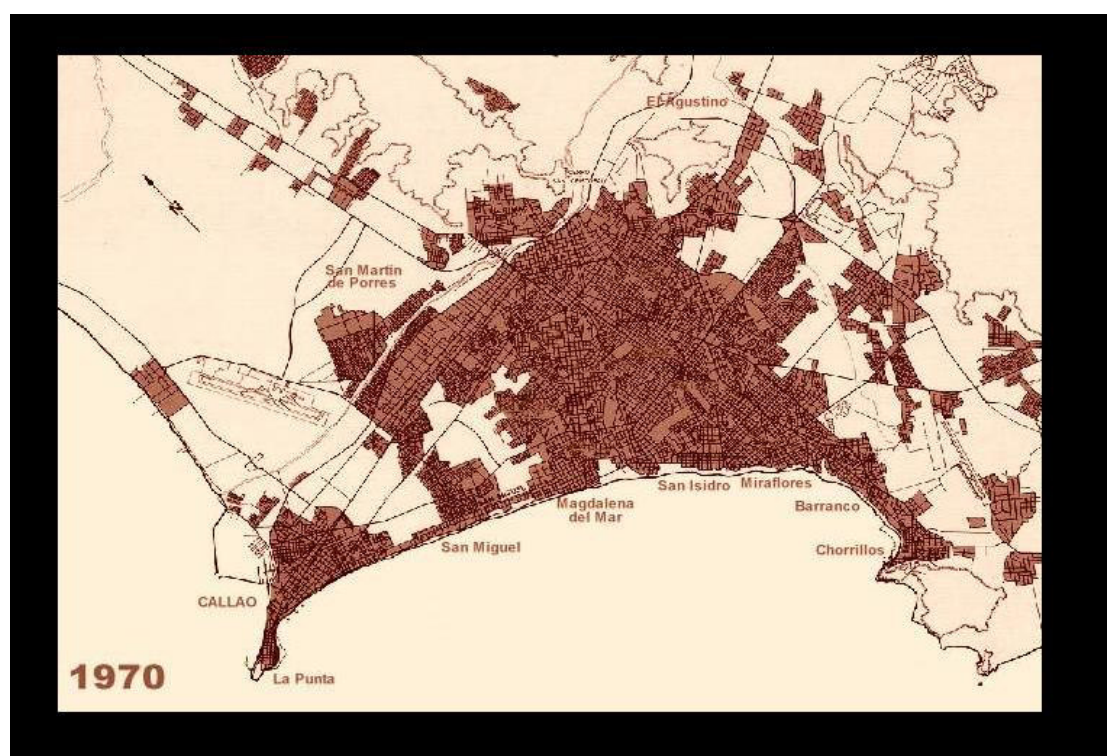 El Agustino
N
San Martín
de Porres
San Isidro
Miraflores
Magdalena
del Mar
Barranco
San Miguel
Chorrillos
CALLAO
1970
La Punta